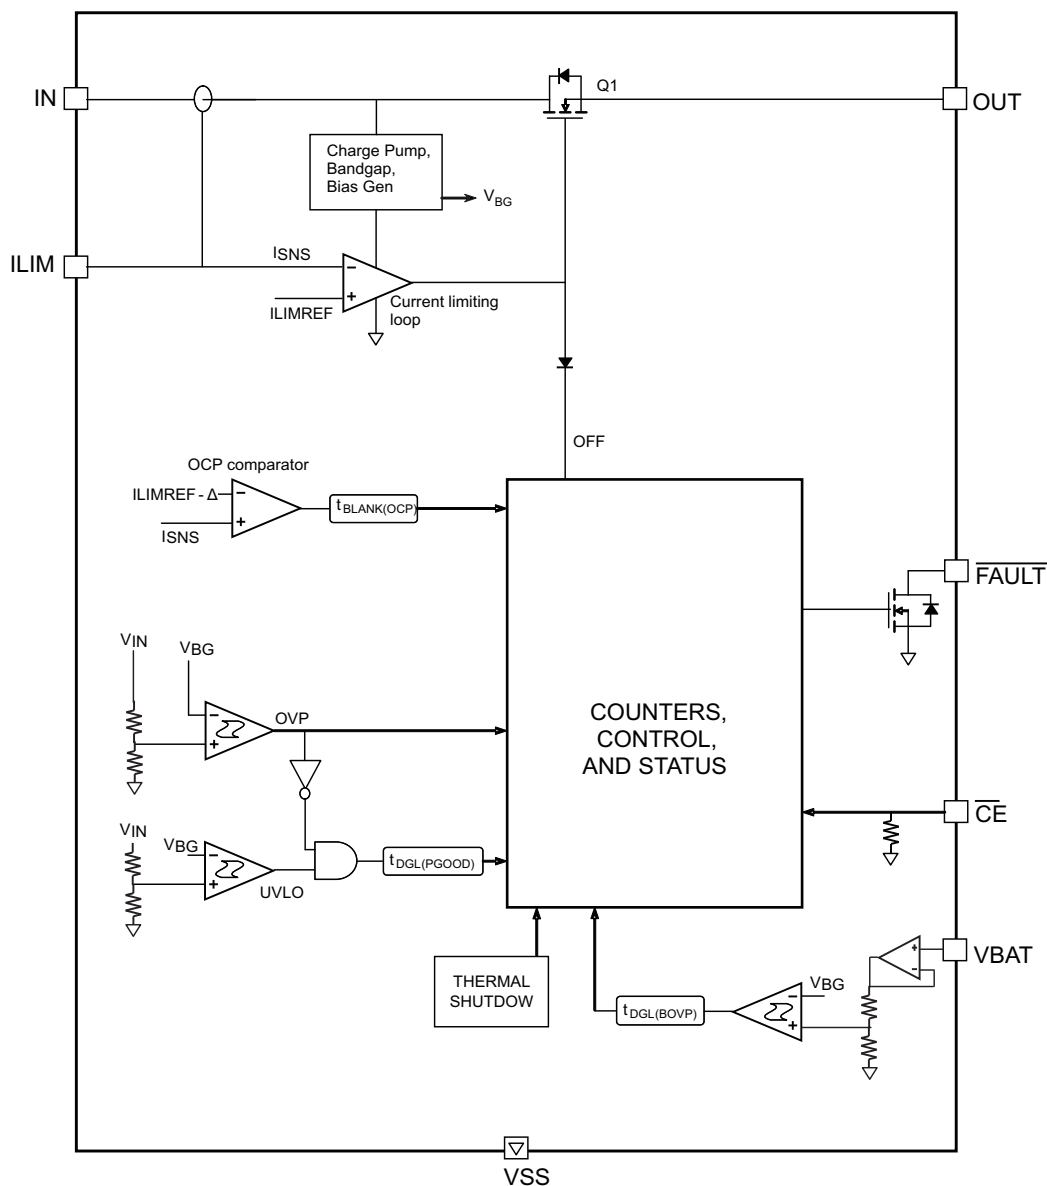 IN
Q1
OUT
Charge Pump,
Bandgap,
Bias Gen
VBG
ILIM
ISNS
ILIMREF
Current limiting
loop
OFF
OCP comparator
ILIMREF - Δ
ISNS
tBLANK(OCP)
FAULT
VIN
VBG
OVP
COUNTERS,
CONTROL,
AND STATUS
CE
VIN
VBG
UVLO
tDGL(PGOOD)
VBAT
THERMAL
SHUTDOW
tDGL(BOVP)
VBG
VSS